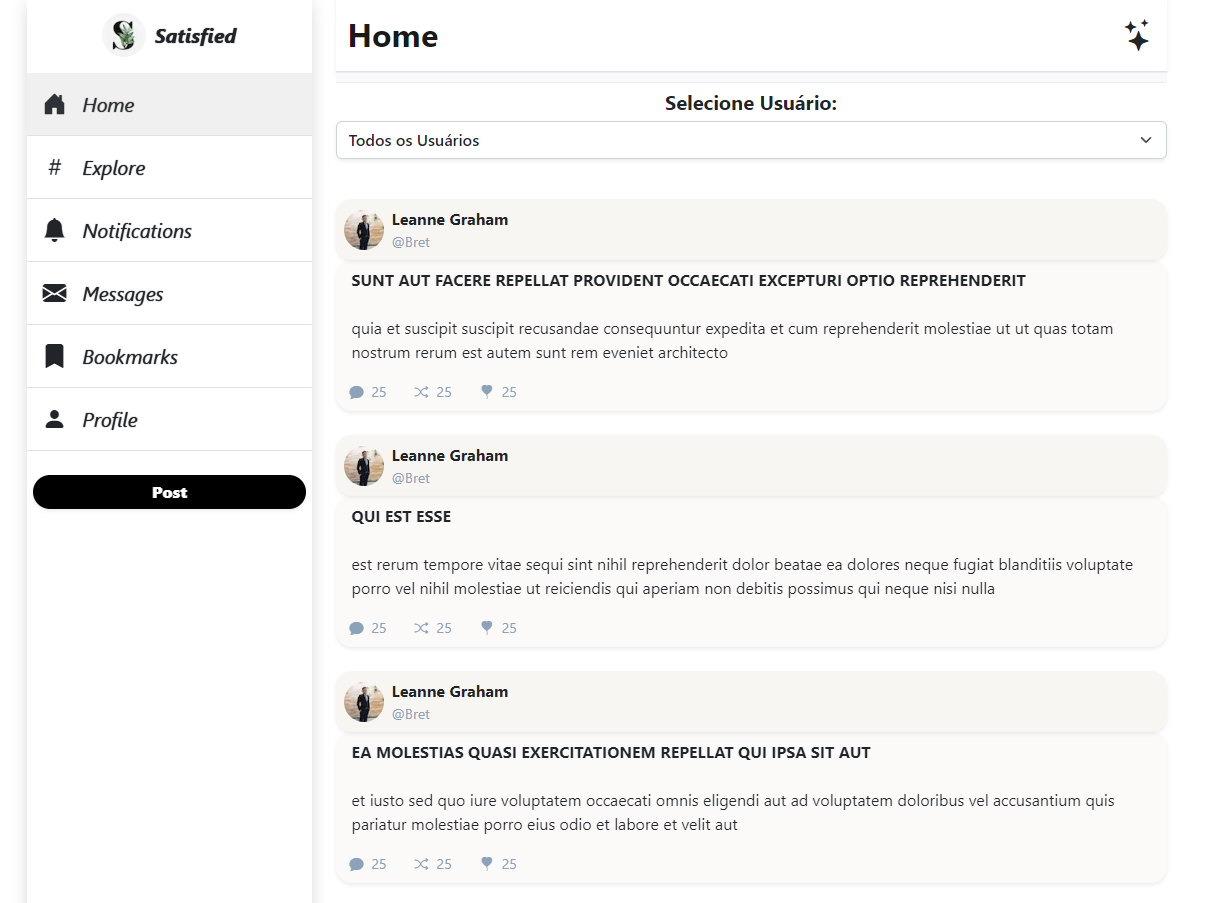 Satisfied
Home
Explore
Notifications
Messages
Bookmarks
Profile
Post
Home
Selecione Usuário:
Todos os Usuários
Leanne Graham
@Bret
SUNT AUT FACERE REPELLAT PROVIDENT OCCAECATI EXCEPTURI OPTIO REPREHENDERIT
quia et suscipit suscipit recusandae consequuntur expedita et cum reprehenderit molestiae ut ut quas totam
nostrum rerum est autem sunt rem eveniet architecto
25 25 25
Leanne Graham
@Bret
QUI EST ESSE
est rerum tempore vitae sequi sint nihil reprehenderit dolor beatae ea dolores neque fugiat blanditiis voluptate
porro vel nihil molestiae ut reiciendis qui aperiam non debitis possimus qui neque nisi nulla
25 25 25
Leanne Graham
@Bret
EA MOLESTIAS QUASI EXERCITATIONEM REPELLAT QUI IPSA SIT AUT
et iusto sed quo iure voluptatem occaecati omnis eligendi aut ad voluptatem doloribus vel accusantium quis
pariatur molestiae porro eius odio et labore et velit aut
25 25 25